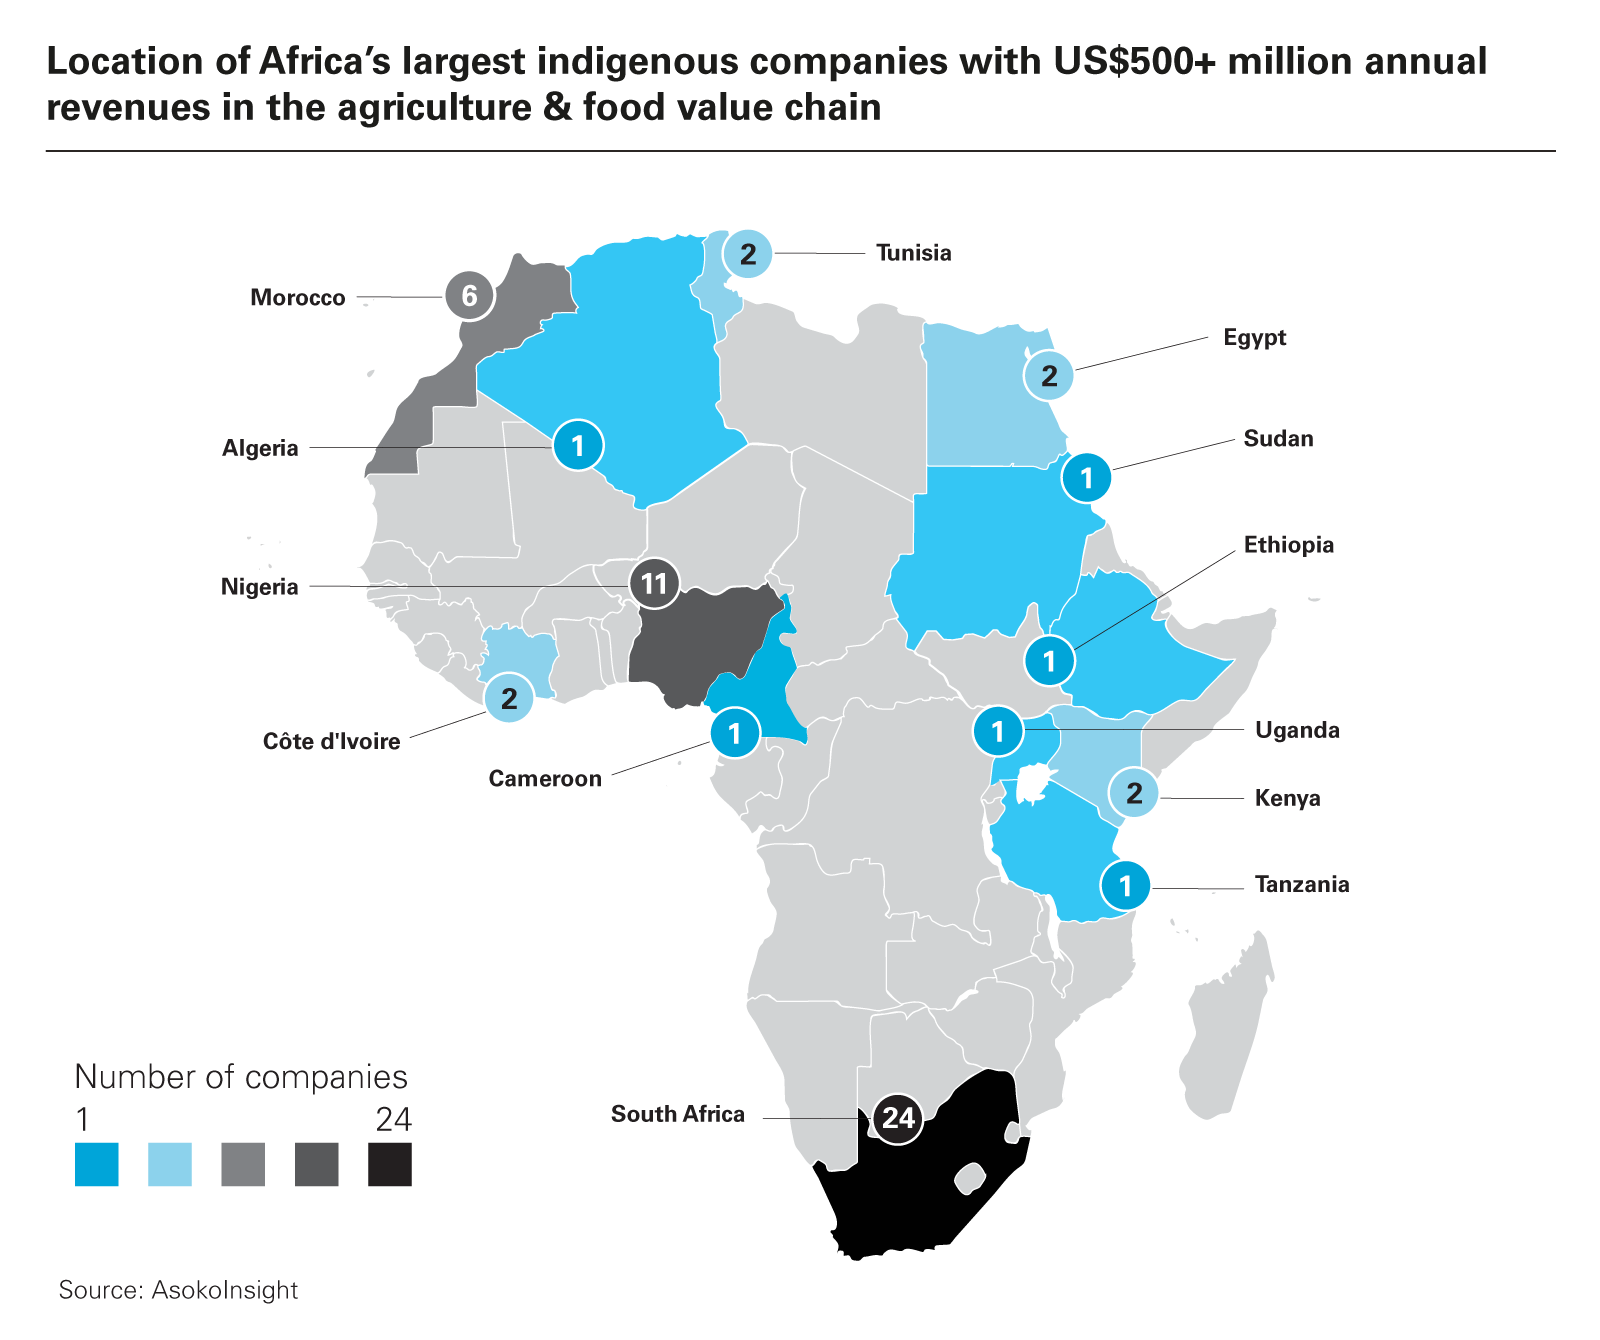 Location of Africa’s largest indigenous companies with US$500+ million annual
revenues in the agriculture & food value chain
2 Tunisia
Morocco 6
Egypt
2
Sudan
Algeria 1
1
Ethiopia
Nigeria 11
1
2
Côte d'Ivoire
1 Uganda
1
Cameroon
2 Kenya
1 Tanzania
Number of companies
1 24
South Africa 24
Source: AsokoInsight